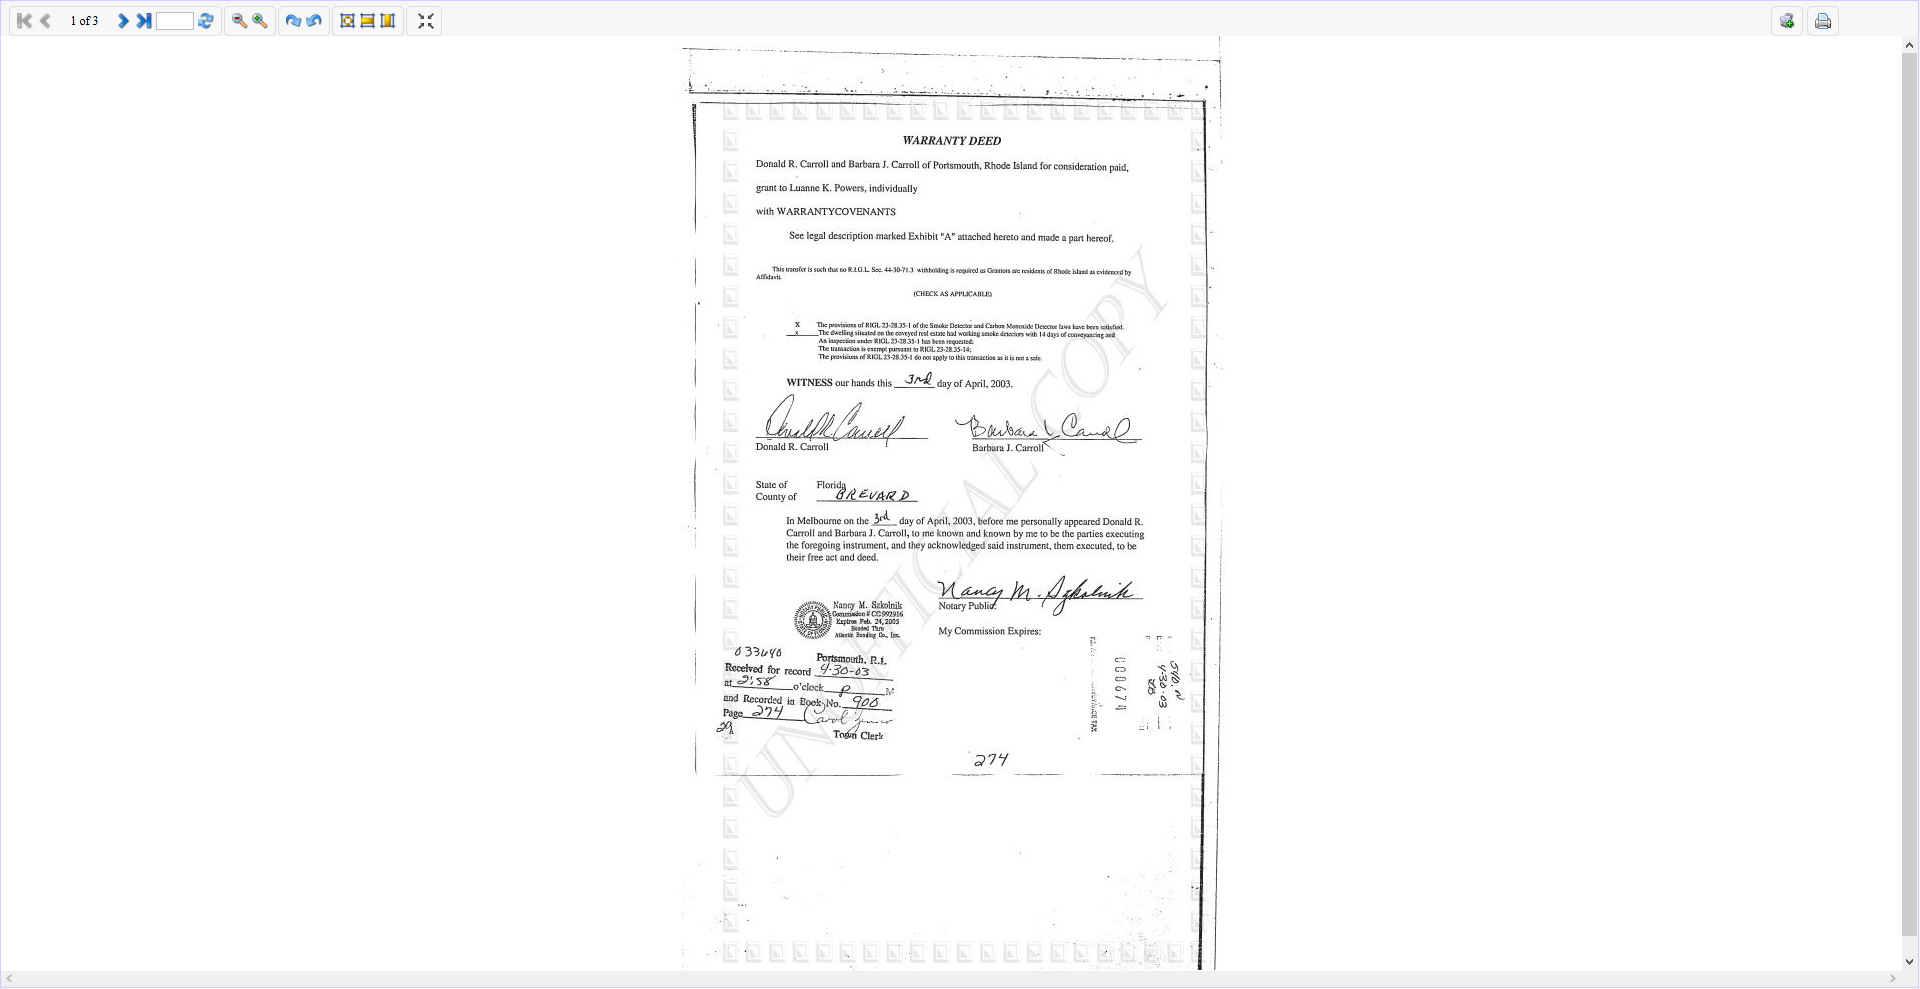 1 of 3
WARRANTY DEED
Donald R. Carroll and Barbara J. Carroll of Portsmouth, Rhode Island for consideration paid,
grant to Luanne K. Powers, individually
with WARRANTYCOVENANTS
See legal description marked Exhibit "A" attached hereto and made a part hereof.
This transfer is such that no R.I.G.L. Sec. 44-30-71.3 withholding is required as Grantors are residents of Rhode island as evidenced by
Affidavit.
(CHECK AS APPLICABLE)
X The provisions of RIGL 23-28.35-1 of the Smoke Detector and Carbon Monoxide Detector laws have been satisfied.
x The dwelling situated on the coveyed real estate had working smoke detectors with 14 days of conveyancing and
An inspection under RIGL 23-28.35-1 has been requested;
The transaction is exempt pursuant to RIGL 23-28.35-14;
The provisions of RIGL 23-28.35-1 do not apply to this transaction as it is not a sale.
WITNESS our hands this 3rd day of April, 2003.
Donald R. Carroll Barbara J. Carroll
Donald R. Carroll Barbara J. Carroll
State of Florida
County of BREVARD
In Melbourne on the 3rd day of April, 2003, before me personally appeared Donald R.
Carroll and Barbara J. Carroll, to me known and known by me to be the parties executing
the foregoing instrument, and they acknowledged said instrument, them executed, to be
their free act and deed.
Nancy M. Szkolnik
Notary Public
My Commission Expires:
Nancy M. Szkolnik
Commission # CC 992916
Expires Feb. 24, 2005
Bonded Thru
Atlantic Bonding Co., Inc.
033640
Portsmouth, R.I.
Received for record 4-30-03
at 2:58 o'clock P M
and Recorded in Book No. 900
Page 274 Carol
Town Clerk
000674
4-30-03
TAX
274
UNOFFICIAL COPY